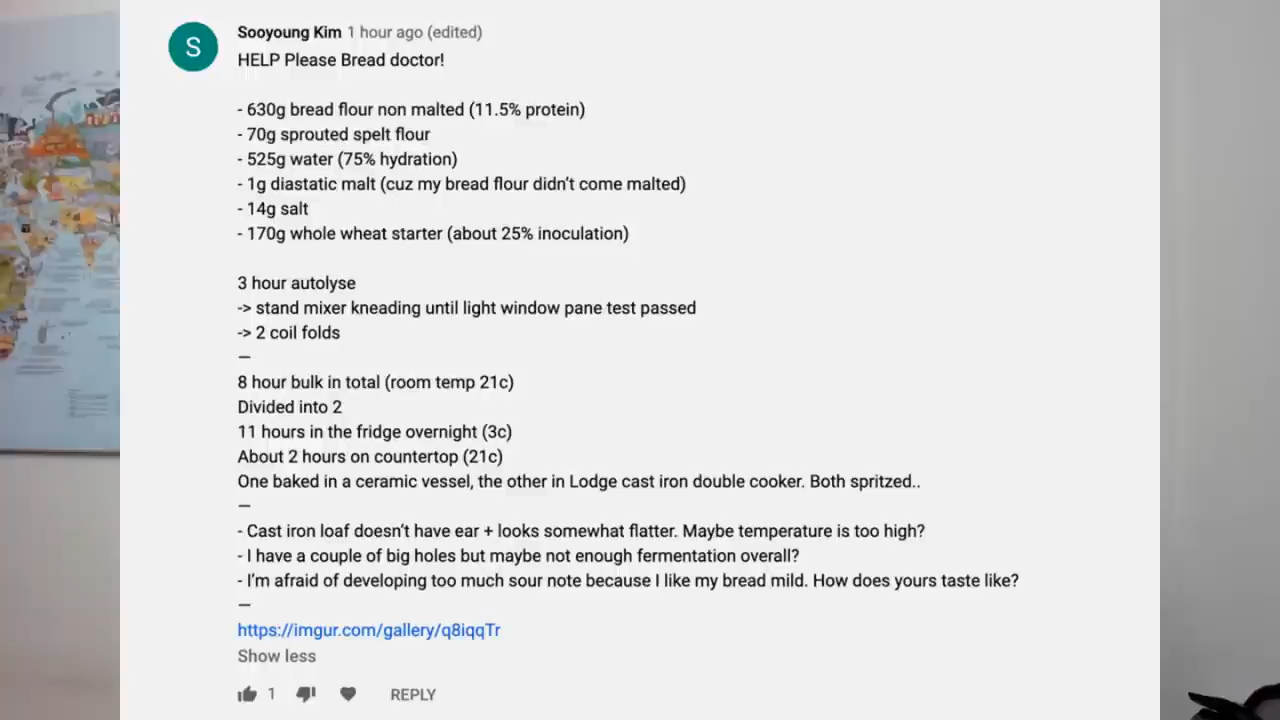 S
Sooyoung Kim 1 hour ago (edited)
HELP Please Bread doctor!
- 630g bread flour non malted (11.5% protein)
- 70g sprouted spelt flour
- 525g water (75% hydration)
- 1g diastatic malt (cuz my bread flour didn't come malted)
- 14g salt
- 170g whole wheat starter (about 25% inoculation)
3 hour autolyse
-> stand mixer kneading until light window pane test passed
-> 2 coil folds
—
8 hour bulk in total (room temp 21c)
Divided into 2
11 hours in the fridge overnight (3c)
About 2 hours on countertop (21c)
One baked in a ceramic vessel, the other in Lodge cast iron double cooker. Both spritzed..
—
- Cast iron loaf doesn't have ear + looks somewhat flatter. Maybe temperature is too high?
- I have a couple of big holes but maybe not enough fermentation overall?
- I'm afraid of developing too much sour note because I like my bread mild. How does yours taste like?
—
https://imgur.com/gallery/q8iqqTr
Show less
1 REPLY